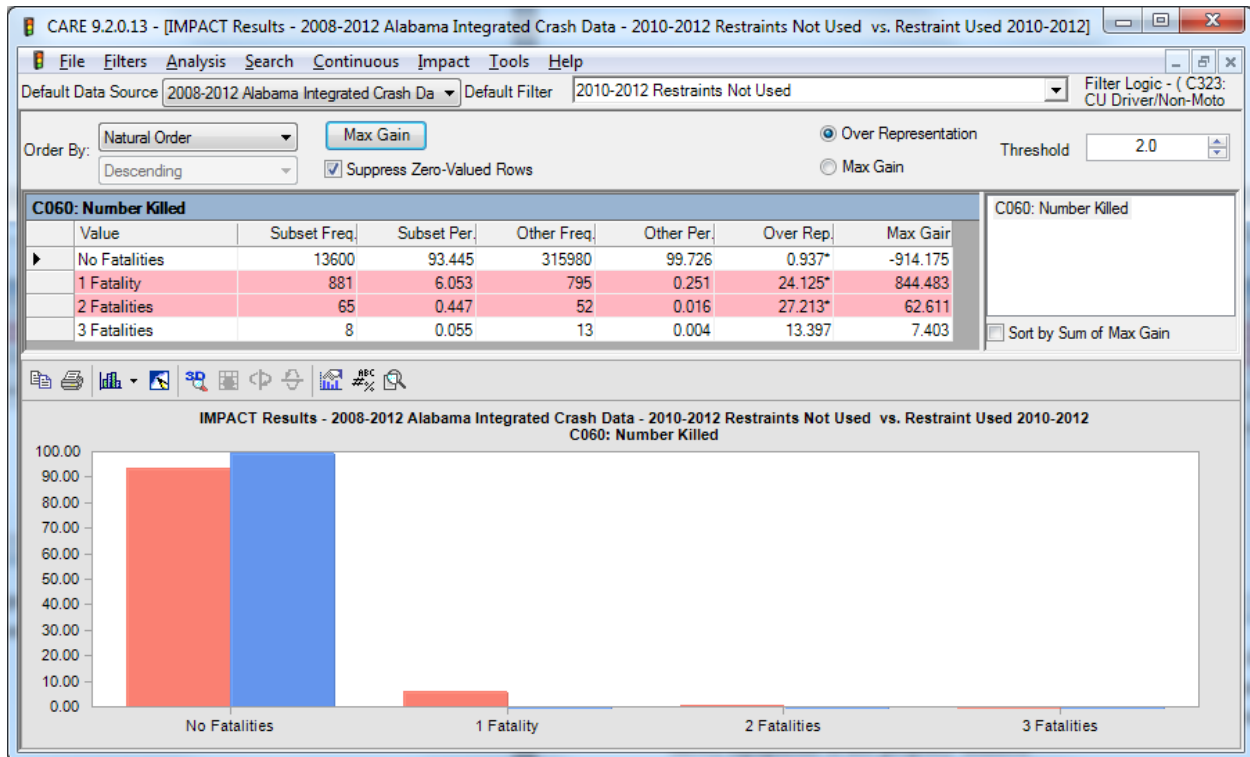 CARE 9.2.0.13 - [IMPACT Results - 2008-2012 Alabama Integrated Crash Data - 2010-2012 Restraints Not Used vs. Restraint Used 2010-2012]
File Filters Analysis Search Continuous Impact Tools Help
Default Data Source 2008-2012 Alabama Integrated Crash Da Default Filter 2010-2012 Restraints Not Used Filter Logic - ( C323:
CU Driver/Non-Moto
Order By: Natural Order Max Gain Over Representation Threshold 2.0
Descending Suppress Zero-Valued Rows Max Gain
C060: Number Killed C060: Number Killed
Value Subset Freq. Subset Per. Other Freq. Other Per. Over Rep. Max Gain
No Fatalities 13600 93.445 315980 99.726 0.937* -914.175
1 Fatality 881 6.053 795 0.251 24.125* 844.483
2 Fatalities 65 0.447 52 0.016 27.213* 62.611
3 Fatalities 8 0.055 13 0.004 13.397 7.403
Sort by Sum of Max Gain
3D ABC #%
IMPACT Results - 2008-2012 Alabama Integrated Crash Data - 2010-2012 Restraints Not Used vs. Restraint Used 2010-2012
C060: Number Killed
100.00
90.00
80.00
70.00
60.00
50.00
40.00
30.00
20.00
10.00
0.00
No Fatalities 1 Fatality 2 Fatalities 3 Fatalities